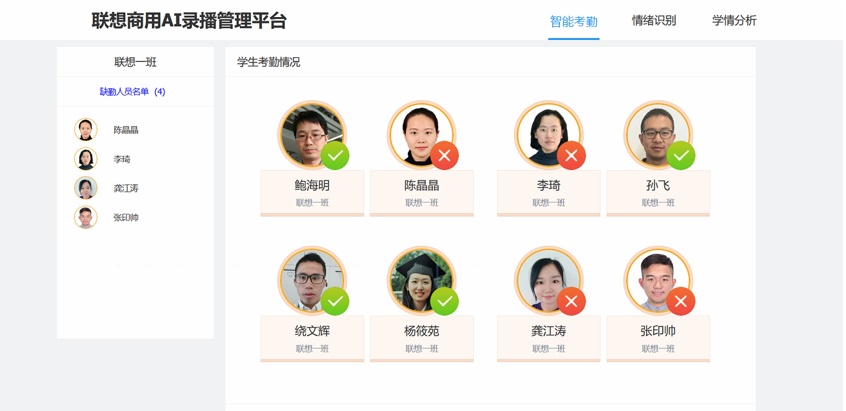 联想商用AI录播管理平台
智能考勤 情绪识别 学情分析
联想一班
缺勤人员名单 (4)
陈晶晶
李琦
龚江涛
张印帅
学生考勤情况
鲍海明 陈晶晶 李琦 孙飞
联想一班 联想一班 联想一班 联想一班
绕文辉 杨筱苑 龚江涛 张印帅
联想一班 联想一班 联想一班 联想一班